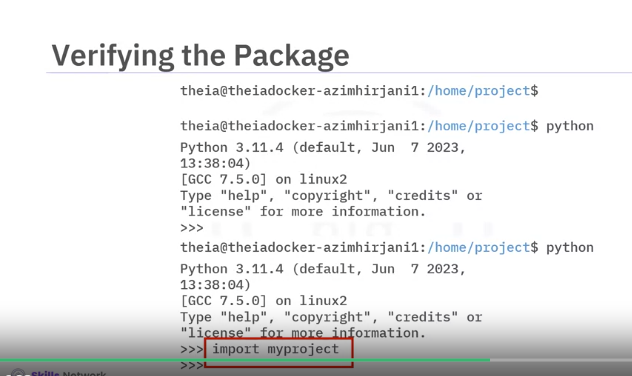 Verifying the Package
theia@theiadocker-azimhirjani1:/home/project$
theia@theiadocker-azimhirjani1:/home/project$ python
Python 3.11.4 (default, Jun 7 2023,
13:38:04)
[GCC 7.5.0] on linux2
Type "help", "copyright", "credits" or
"license" for more information.
>>>
theia@theiadocker-azimhirjani1:/home/project$ python
Python 3.11.4 (default, Jun 7 2023,
13:38:04)
[GCC 7.5.0] on linux2
Type "help", "copyright", "credits" or
"license" for more information.
>>> import myproject
>>>
Skills Network